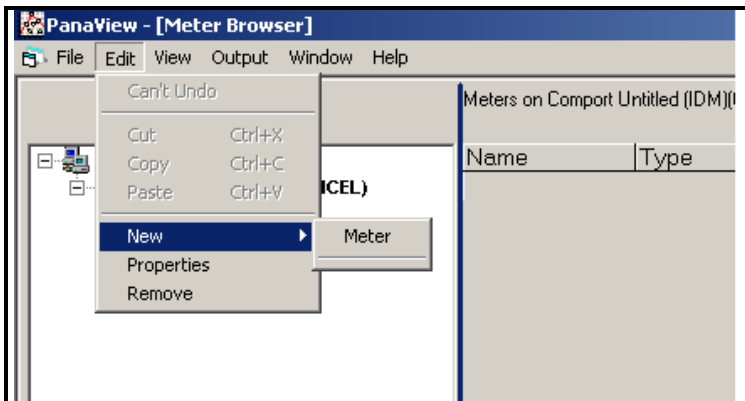 PanaView - [Meter Browser]
File Edit View Output Window Help
Can't Undo
Meters on Comport Untitled (IDM)(
Cut Ctrl+X
Name Type
Copy Ctrl+C
Paste Ctrl+V
ICEL)
New Meter
Properties
Remove